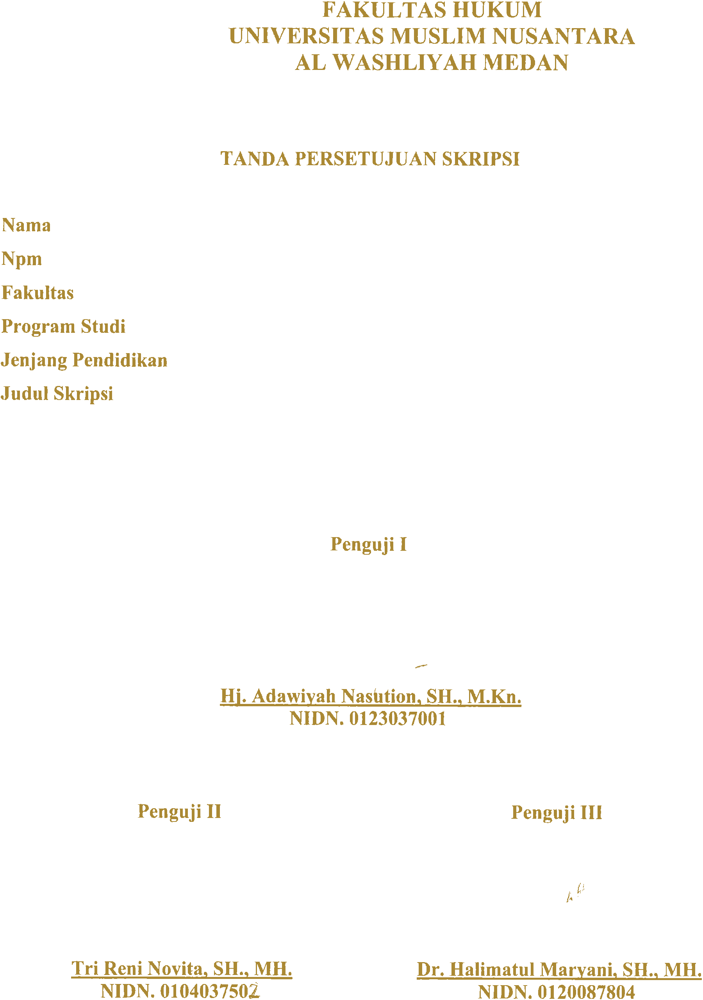 FAKULTAS HUKUM
UNIVERSITAS MUSLIM NUSANTARA
AL WASHLIYAH MEDAN
TANDA PERSETUJUAN SKRIPSI
Nama
Npm
Fakultas
Program Studi
Jenjang Pendidikan
Judul Skripsi
Penguji I
Hj. Adawiyah Nasution, SH., M.Kn.
NIDN. 0123037001
Penguji II
Penguji III
Tri Reni Novita, SH., MH.
Dr. Halimatul Maryani, SH., MH.
NIDN. 0104037502
NIDN. 0120087804